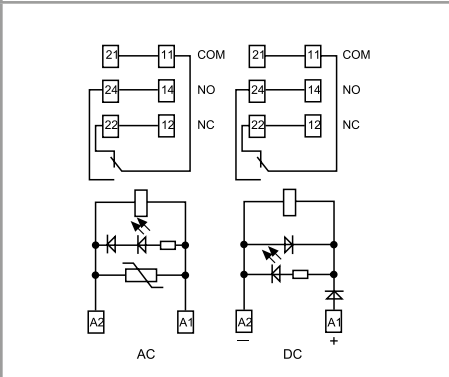 21 11 COM 21 11 COM
24 14 NO 24 14 NO
22 12 NC 22 12 NC
A2 A1 A2 A1
— +
AC DC